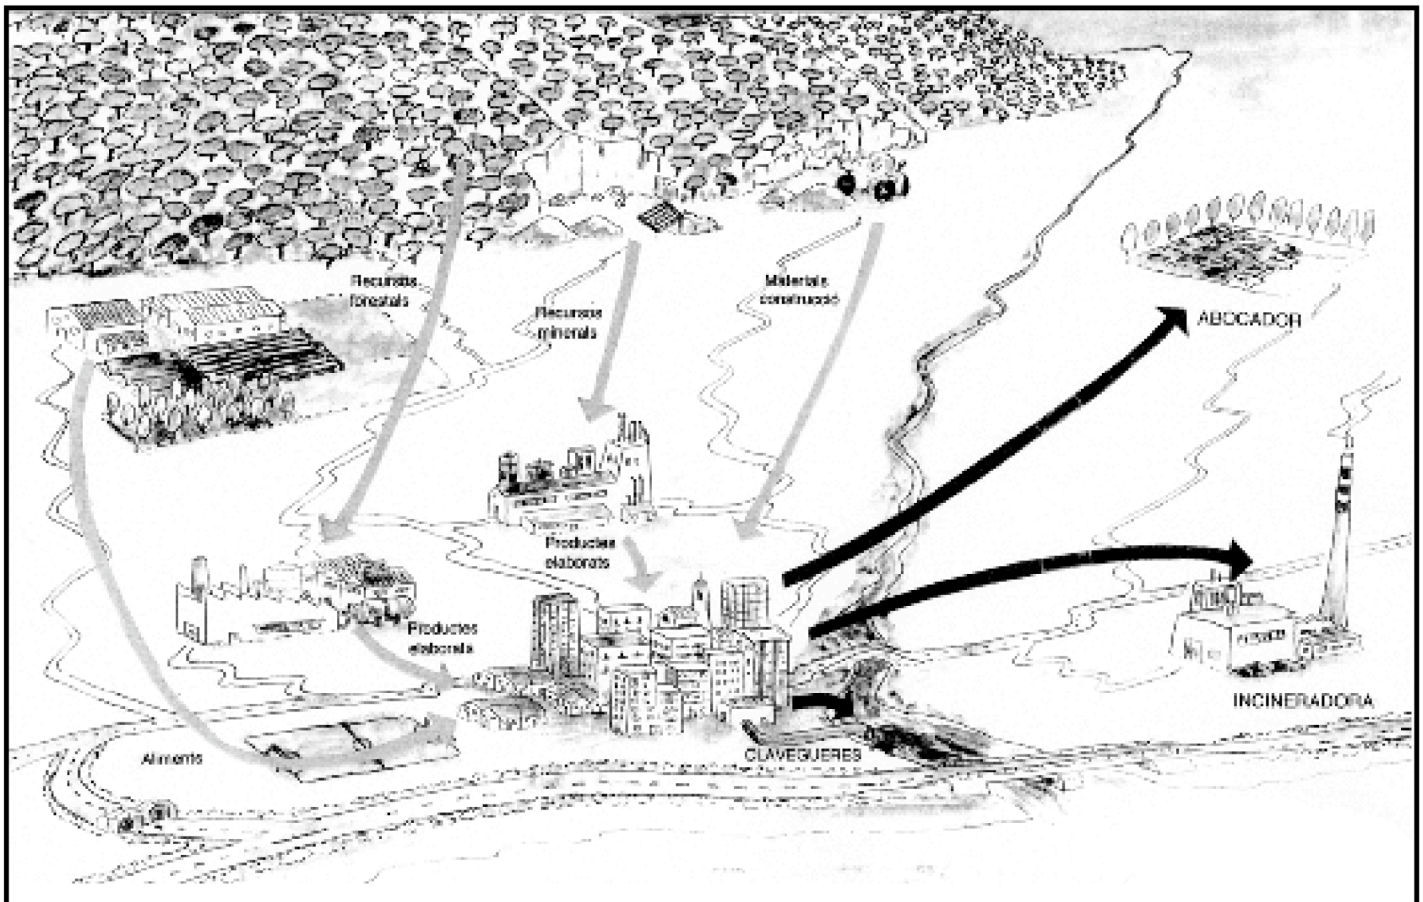 Recursos
forestals
Recursos
minerals
Materials
construcció
ABOCADOR
Productes
elaborats
Productes
elaborats
INCINERADORA
Aliments
CLAVEGUERES